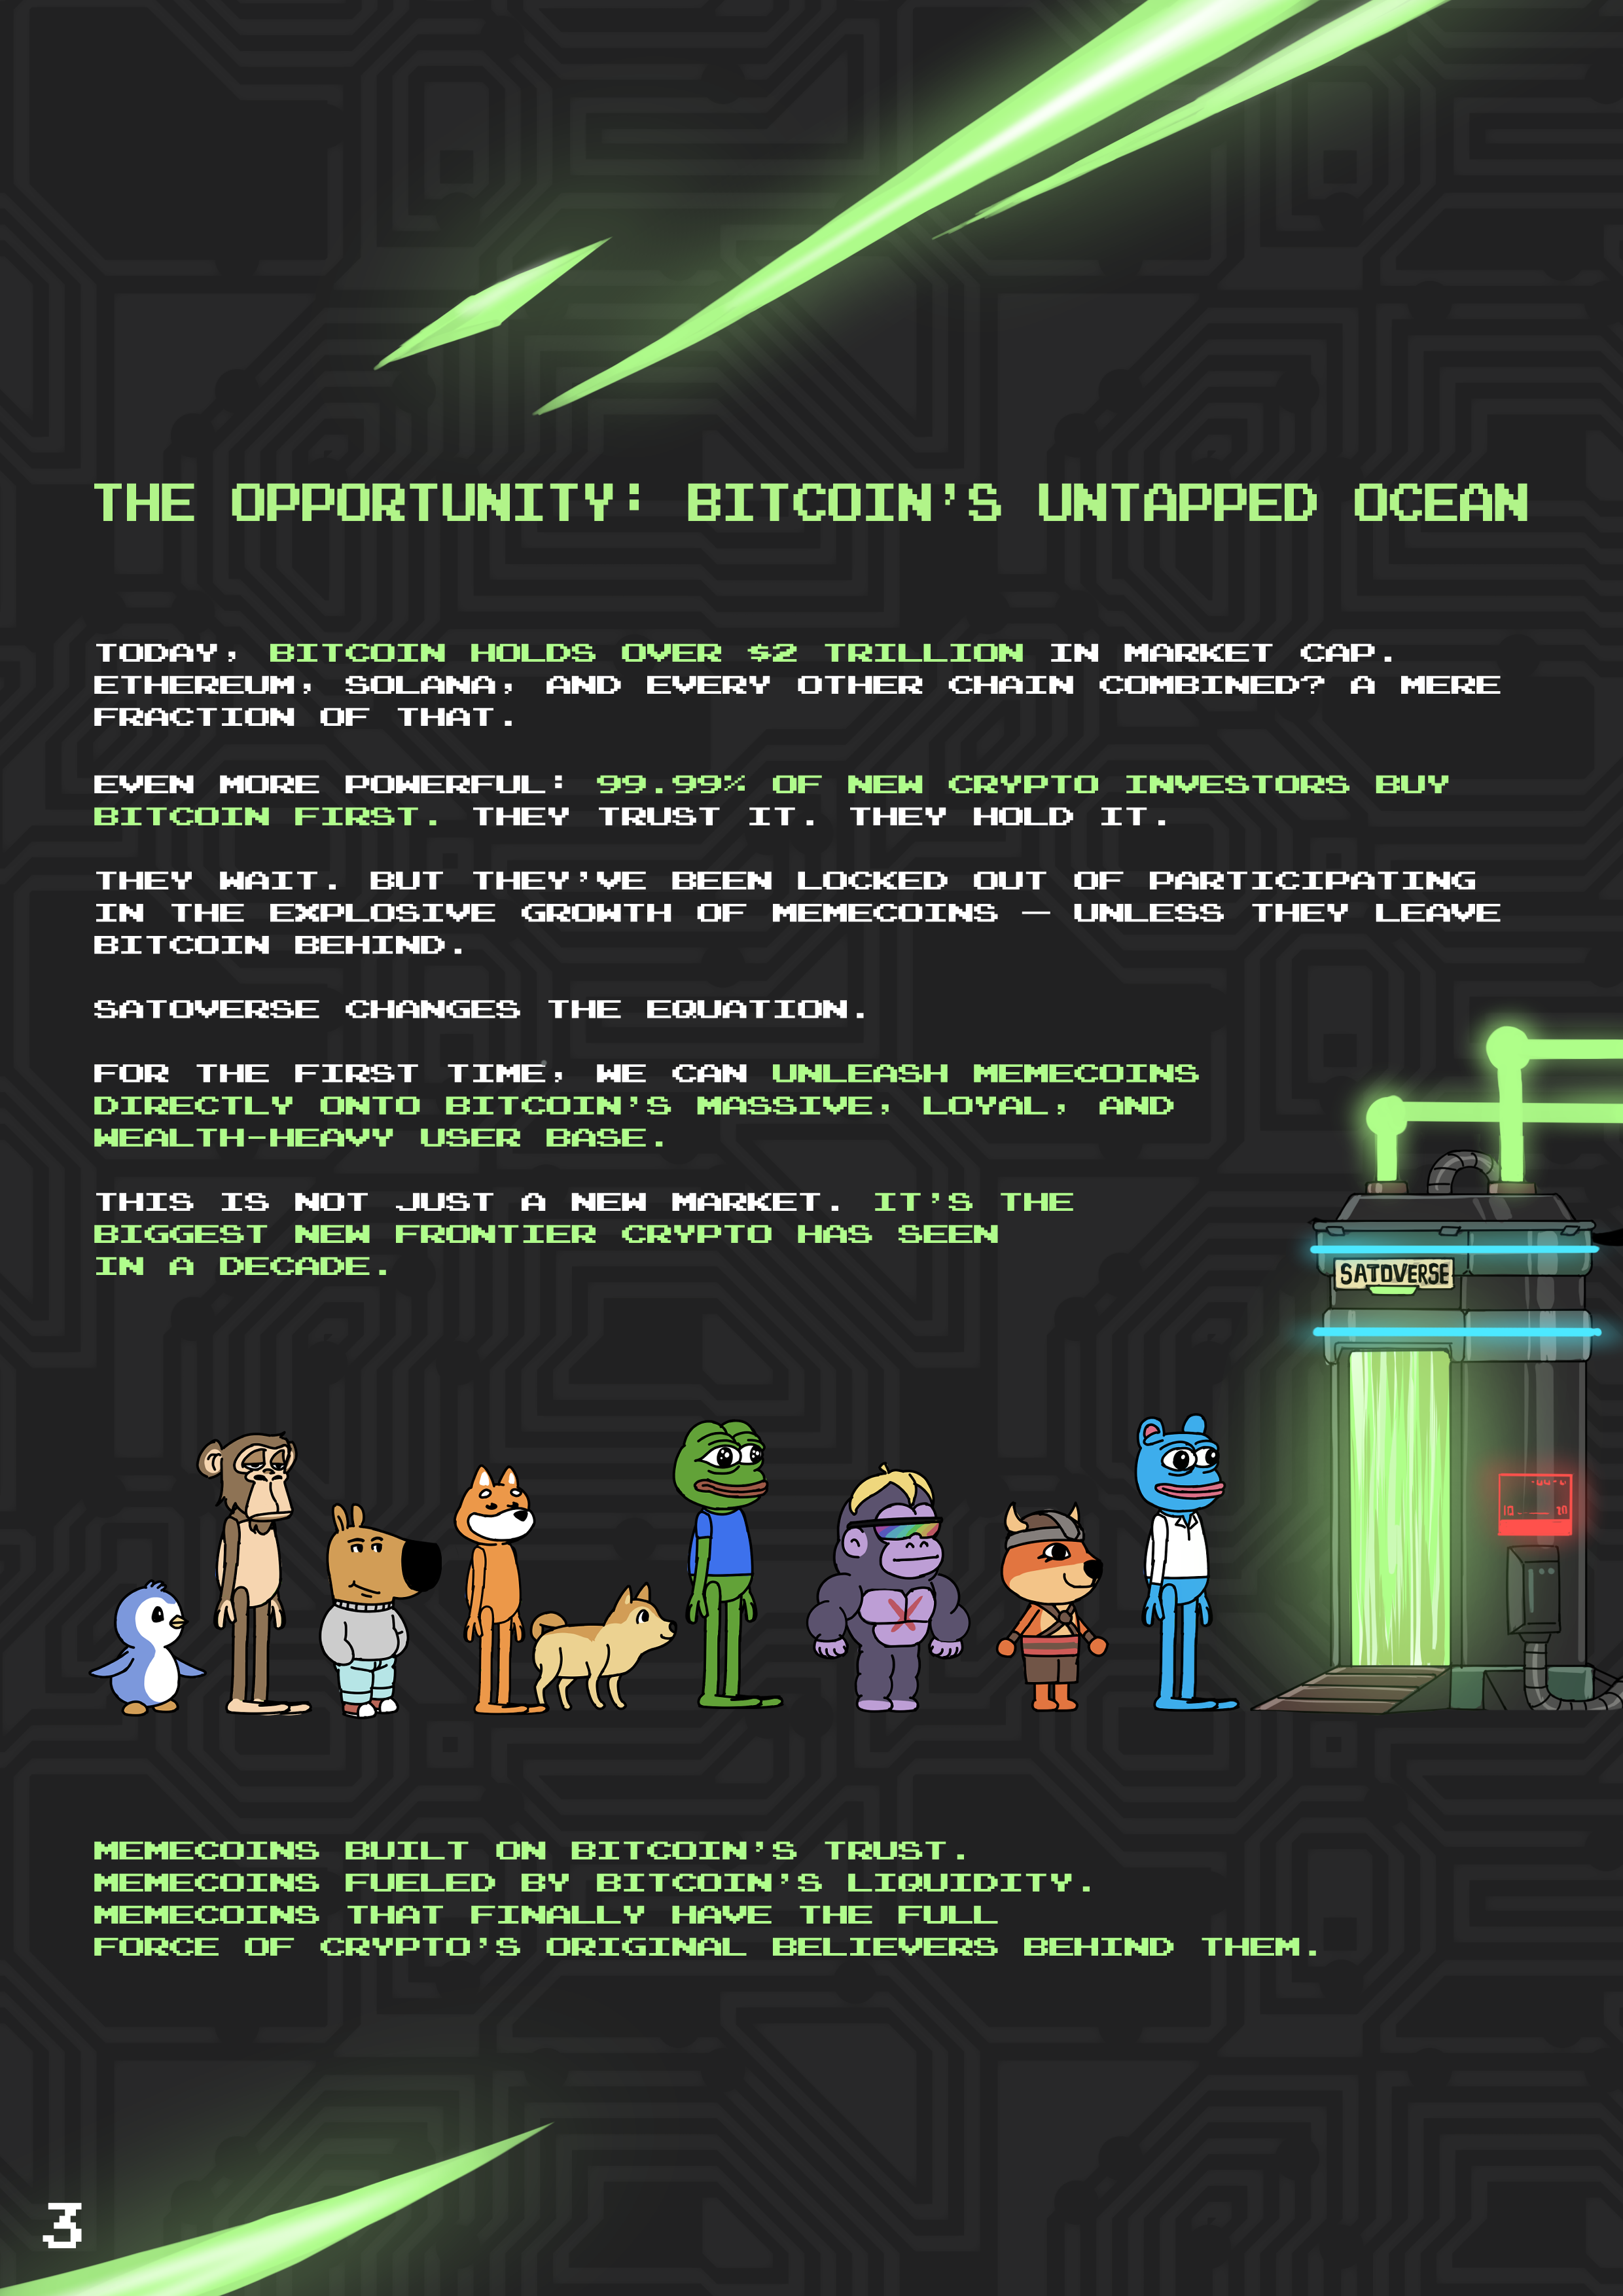 THE OPPORTUNITY: BITCOIN'S UNTAPPED OCEAN
TODAY, BITCOIN HOLDS OVER $2 TRILLION IN MARKET CAP.
ETHEREUM, SOLANA, AND EVERY OTHER CHAIN COMBINED? A MERE
FRACTION OF THAT.
EVEN MORE POWERFUL: 99.99% OF NEW CRYPTO INVESTORS BUY
BITCOIN FIRST. THEY TRUST IT. THEY HOLD IT.
THEY WAIT. BUT THEY'VE BEEN LOCKED OUT OF PARTICIPATING
IN THE EXPLOSIVE GROWTH OF MEMECOINS — UNLESS THEY LEAVE
BITCOIN BEHIND.
SATOVERSE CHANGES THE EQUATION.
FOR THE FIRST TIME, WE CAN UNLEASH MEMECOINS
DIRECTLY ONTO BITCOIN'S MASSIVE, LOYAL, AND
WEALTH-HEAVY USER BASE.
THIS IS NOT JUST A NEW MARKET. IT'S THE
BIGGEST NEW FRONTIER CRYPTO HAS SEEN
IN A DECADE.
SATOVERSE
MEMECOINS BUILT ON BITCOIN'S TRUST.
MEMECOINS FUELED BY BITCOIN'S LIQUIDITY.
MEMECOINS THAT FINALLY HAVE THE FULL
FORCE OF CRYPTO'S ORIGINAL BELIEVERS BEHIND THEM.
3